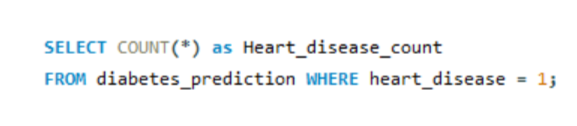 SELECT COUNT(*) as Heart_disease_count
FROM diabetes_prediction WHERE heart_disease = 1;